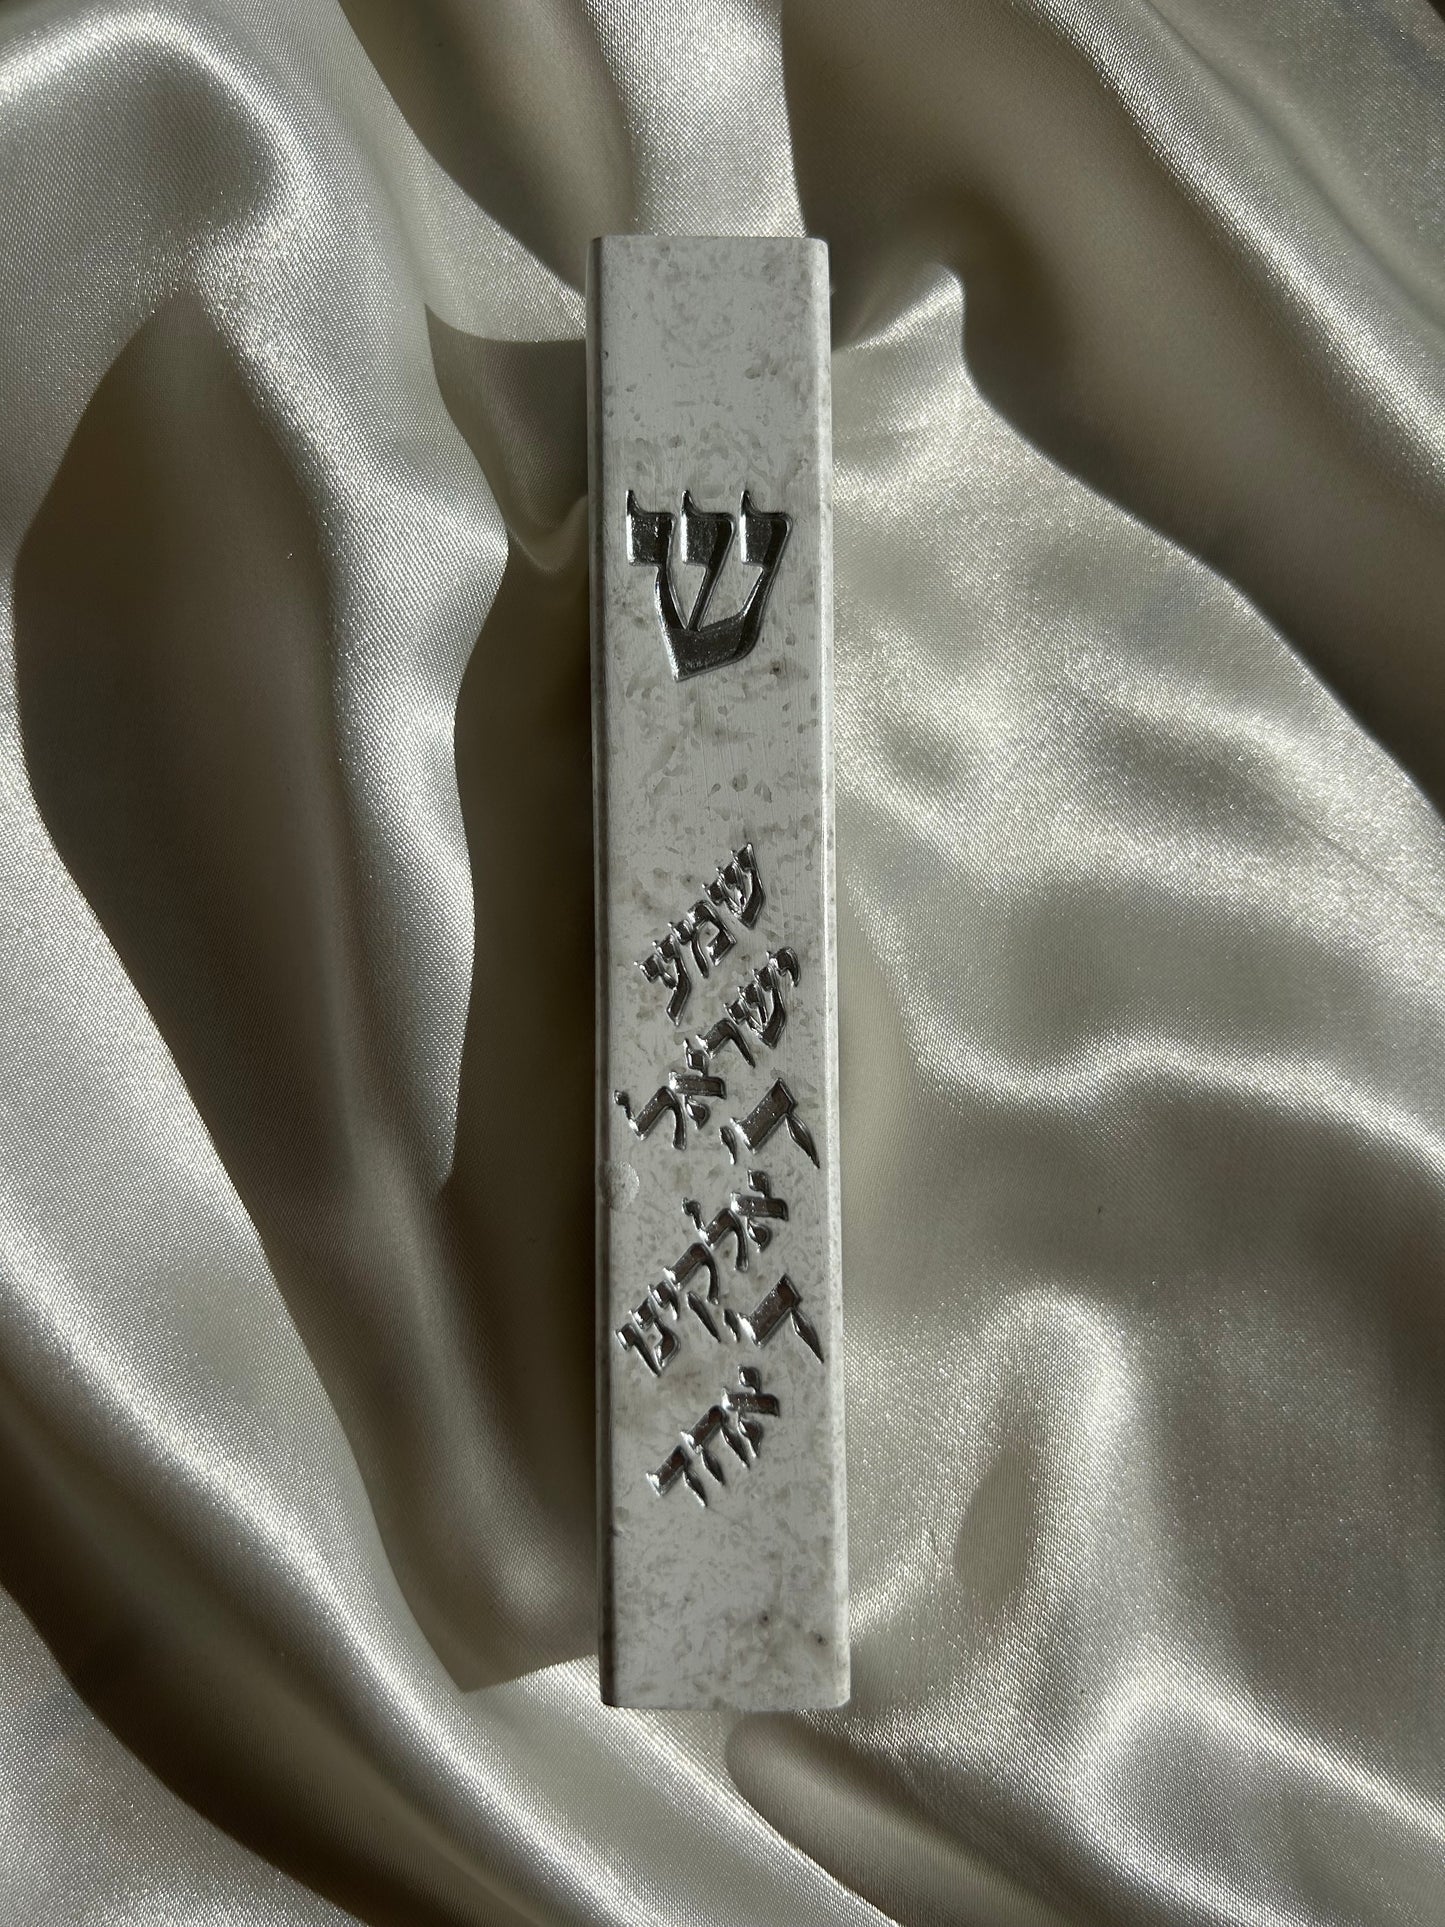 ש
שמע
ישראל
ה' אלקינו
ה' אחד